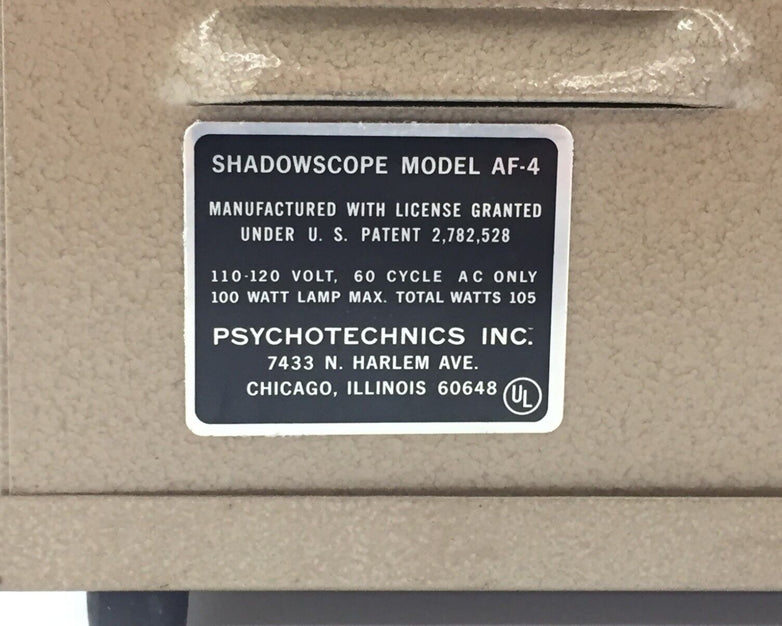 SHADOWSCOPE MODEL AF-4
MANUFACTURED WITH LICENSE GRANTED
UNDER U. S. PATENT 2,782,528
110-120 VOLT, 60 CYCLE AC ONLY
100 WATT LAMP MAX. TOTAL WATTS 105
PSYCHOTECHNICS INC.
7433 N. HARLEM AVE.
CHICAGO, ILLINOIS 60648
UL